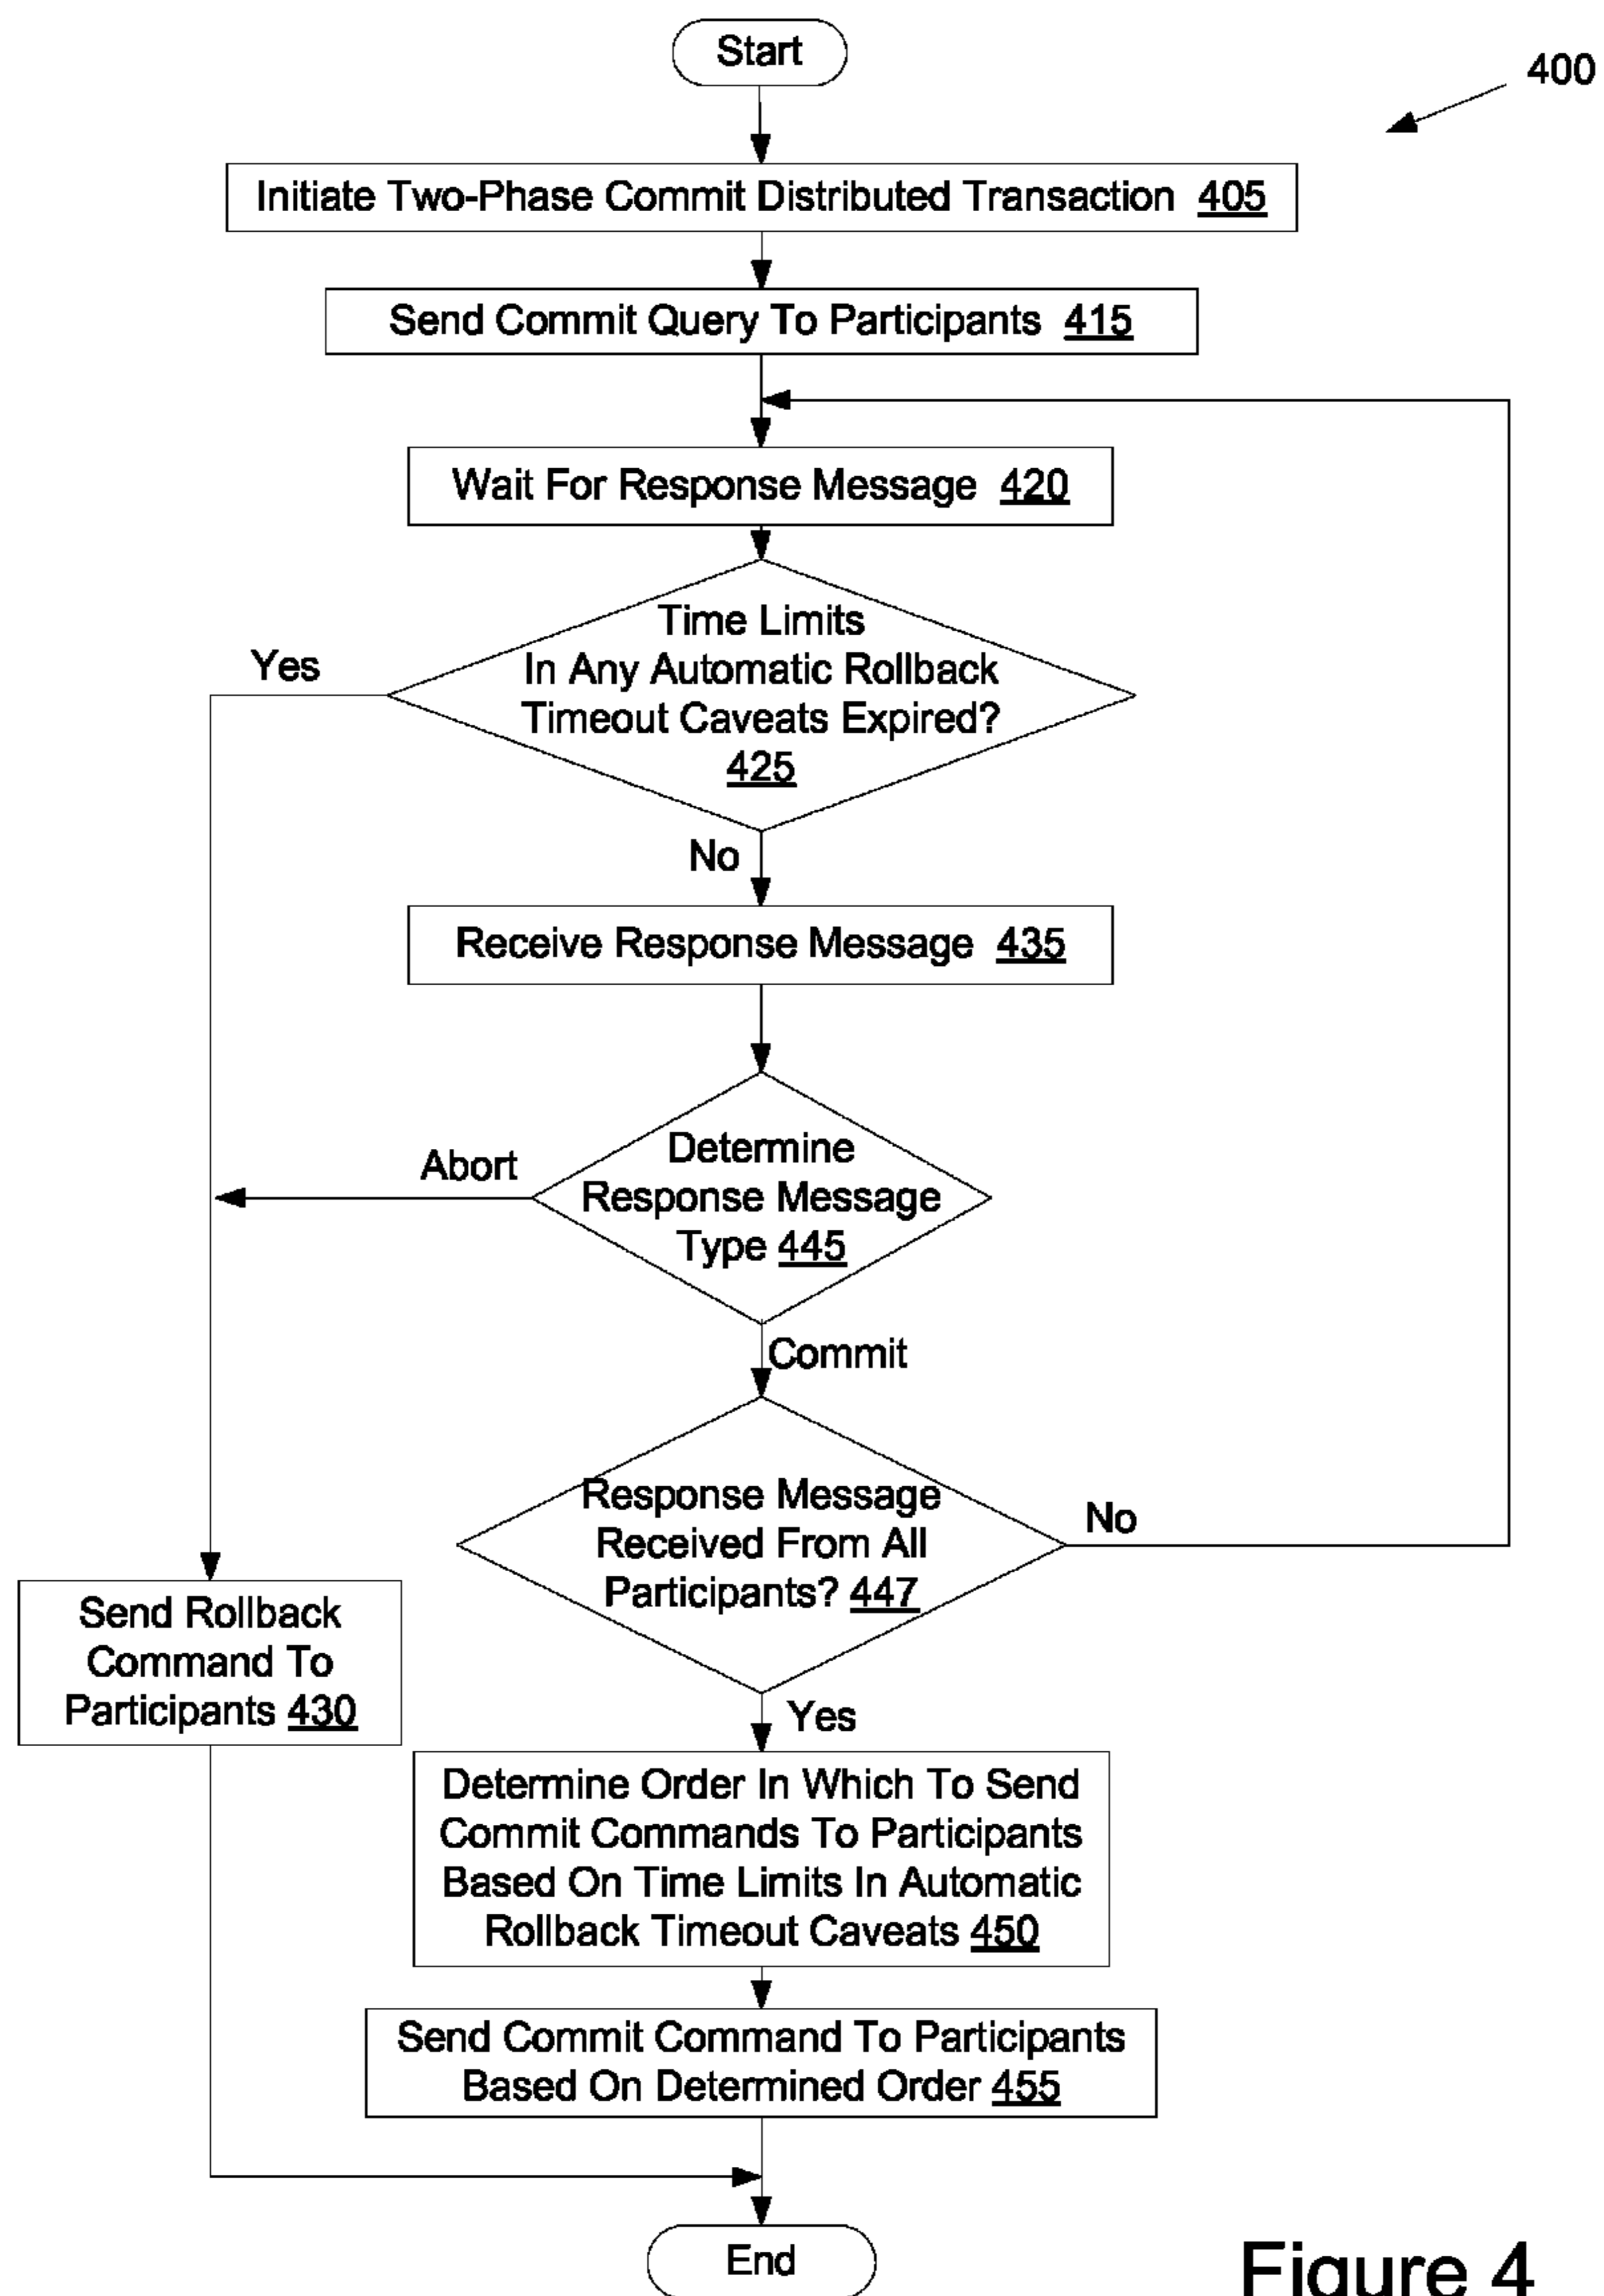 Start
400
Initiate Two-Phase Commit Distributed Transaction 405
Send Commit Query To Participants 415
Wait For Response Message 420
Time Limits
In Any Automatic Rollback
Timeout Caveats Expired?
425
Yes
No
Receive Response Message 435
Determine
Response Message
Type 445
Abort
Commit
Response Message
Received From All
Participants? 447
No
Send Rollback
Command To
Participants 430
Yes
Determine Order In Which To Send
Commit Commands To Participants
Based On Time Limits In Automatic
Rollback Timeout Caveats 450
Send Commit Command To Participants
Based On Determined Order 455
End
Figure 4